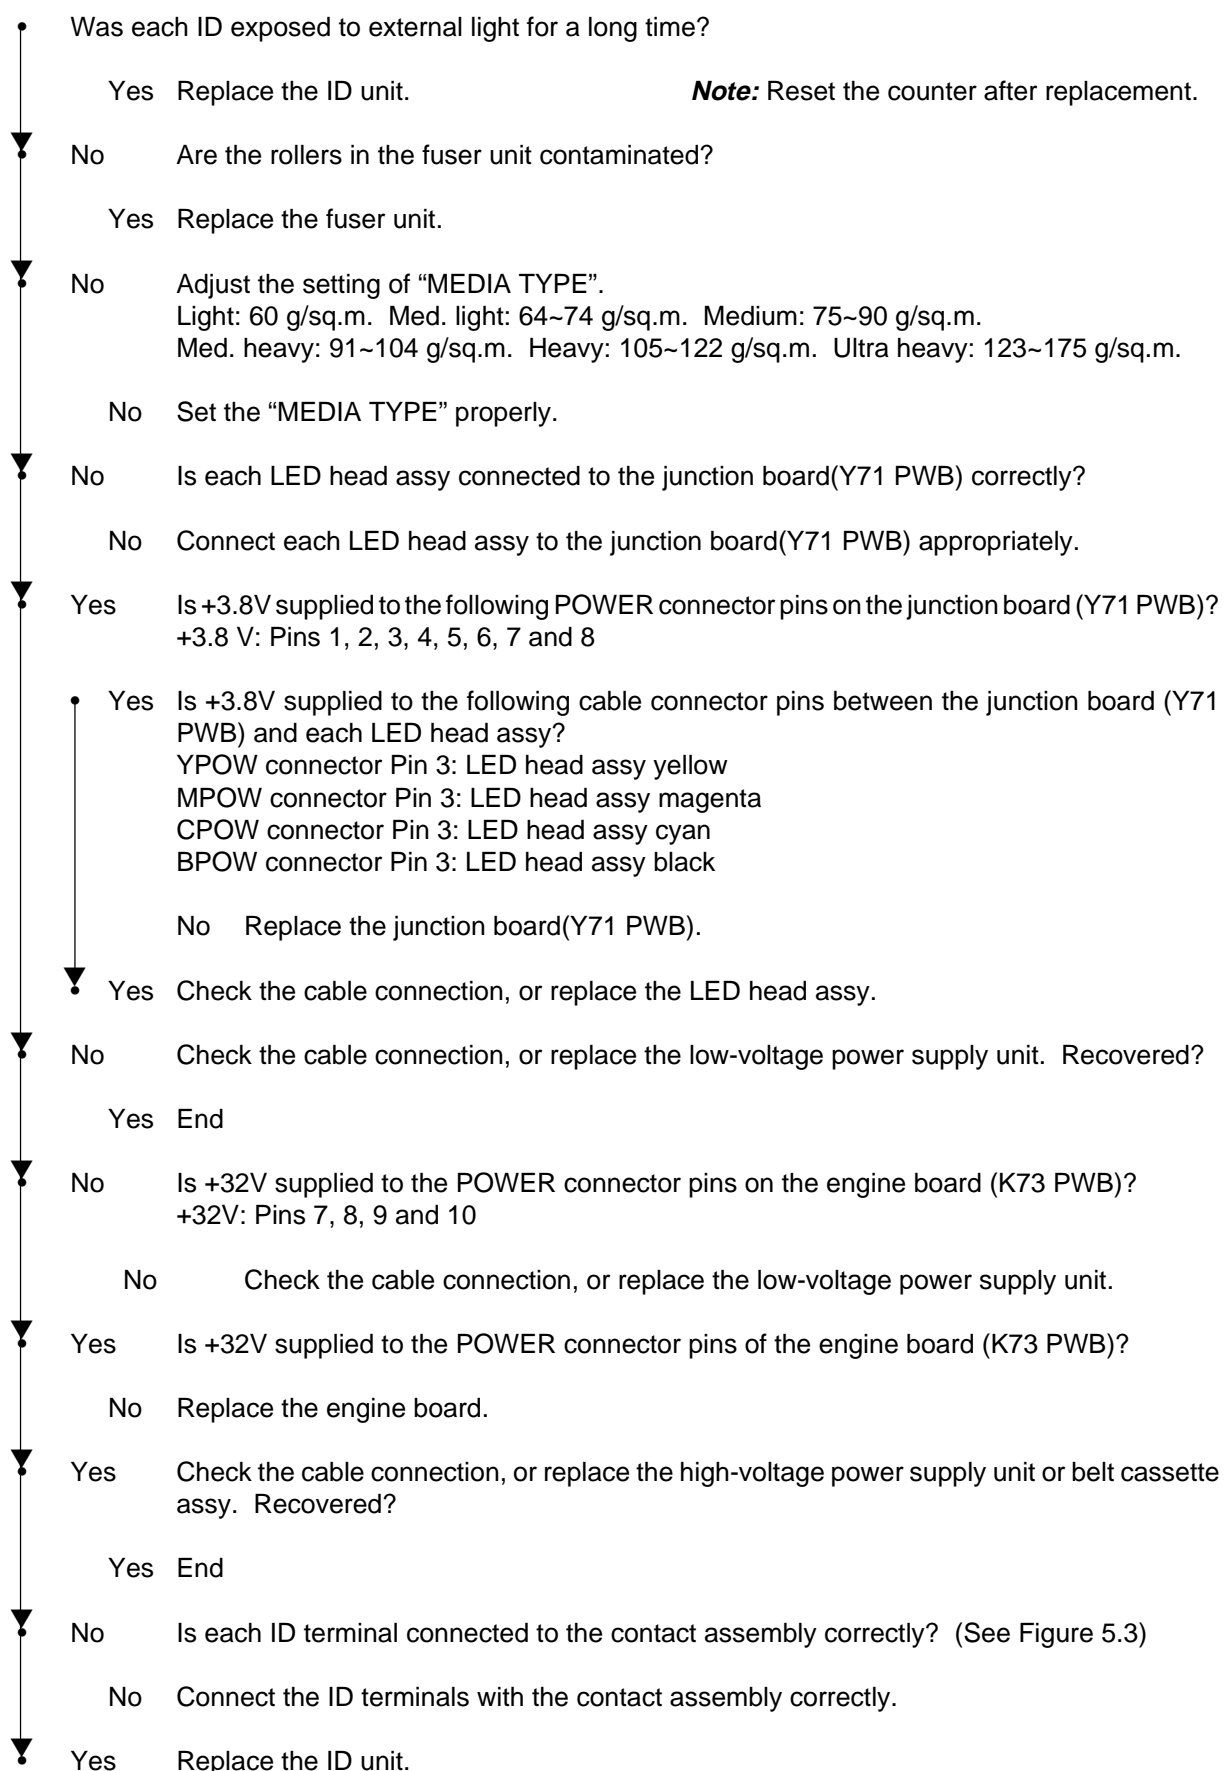 Was each ID exposed to external light for a long time?
Yes Replace the ID unit. Note: Reset the counter after replacement.
No Are the rollers in the fuser unit contaminated?
Yes Replace the fuser unit.
No Adjust the setting of “MEDIA TYPE”.
Light: 60 g/sq.m. Med. light: 64~74 g/sq.m. Medium: 75~90 g/sq.m.
Med. heavy: 91~104 g/sq.m. Heavy: 105~122 g/sq.m. Ultra heavy: 123~175 g/sq.m.
No Set the “MEDIA TYPE” properly.
No Is each LED head assy connected to the junction board(Y71 PWB) correctly?
No Connect each LED head assy to the junction board(Y71 PWB) appropriately.
Yes Is +3.8V supplied to the following POWER connector pins on the junction board (Y71 PWB)?
+3.8 V: Pins 1, 2, 3, 4, 5, 6, 7 and 8
Yes Is +3.8V supplied to the following cable connector pins between the junction board (Y71
PWB) and each LED head assy?
YPOW connector Pin 3: LED head assy yellow
MPOW connector Pin 3: LED head assy magenta
CPOW connector Pin 3: LED head assy cyan
BPOW connector Pin 3: LED head assy black
No Replace the junction board(Y71 PWB).
Yes Check the cable connection, or replace the LED head assy.
No Check the cable connection, or replace the low-voltage power supply unit. Recovered?
Yes End
No Is +32V supplied to the POWER connector pins on the engine board (K73 PWB)?
+32V: Pins 7, 8, 9 and 10
No Check the cable connection, or replace the low-voltage power supply unit.
Yes Is +32V supplied to the POWER connector pins of the engine board (K73 PWB)?
No Replace the engine board.
Yes Check the cable connection, or replace the high-voltage power supply unit or belt cassette
assy. Recovered?
Yes End
No Is each ID terminal connected to the contact assembly correctly? (See Figure 5.3)
No Connect the ID terminals with the contact assembly correctly.
Yes Replace the ID unit.